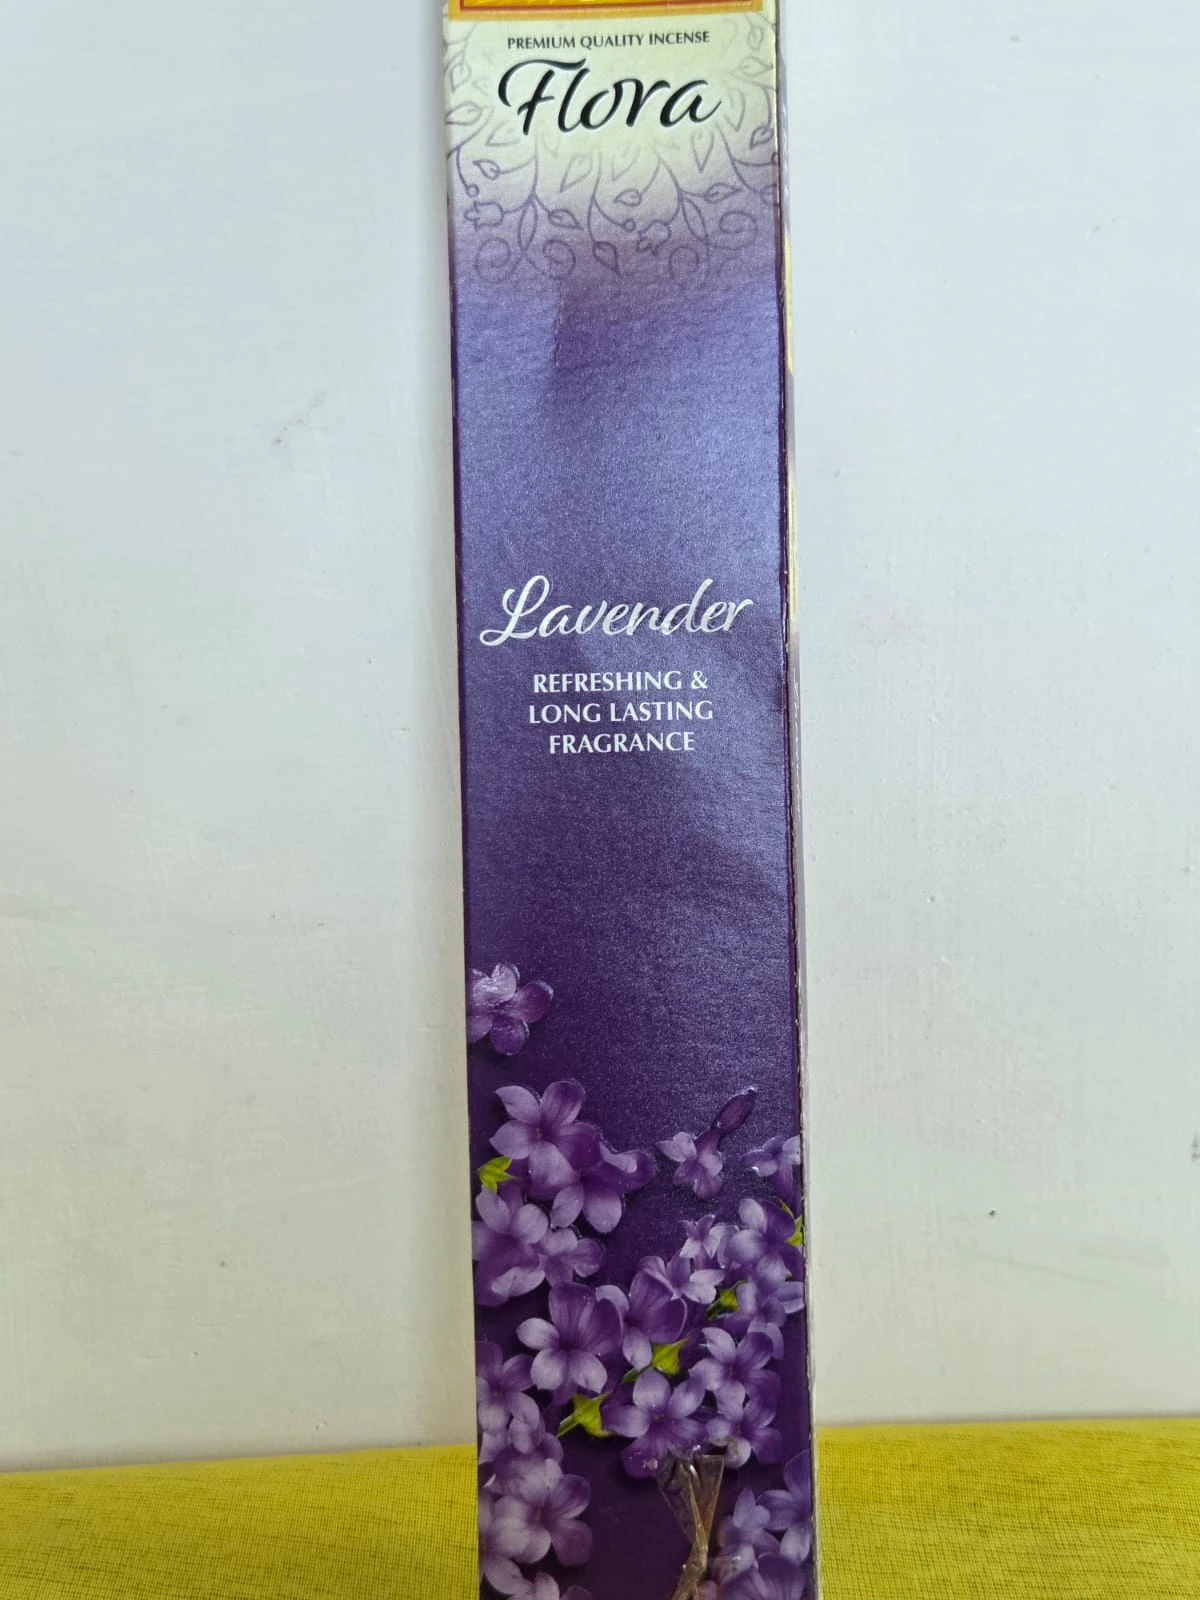 PREMIUM QUALITY INCENSE
Flora
Lavender
REFRESHING &
LONG LASTING
FRAGRANCE